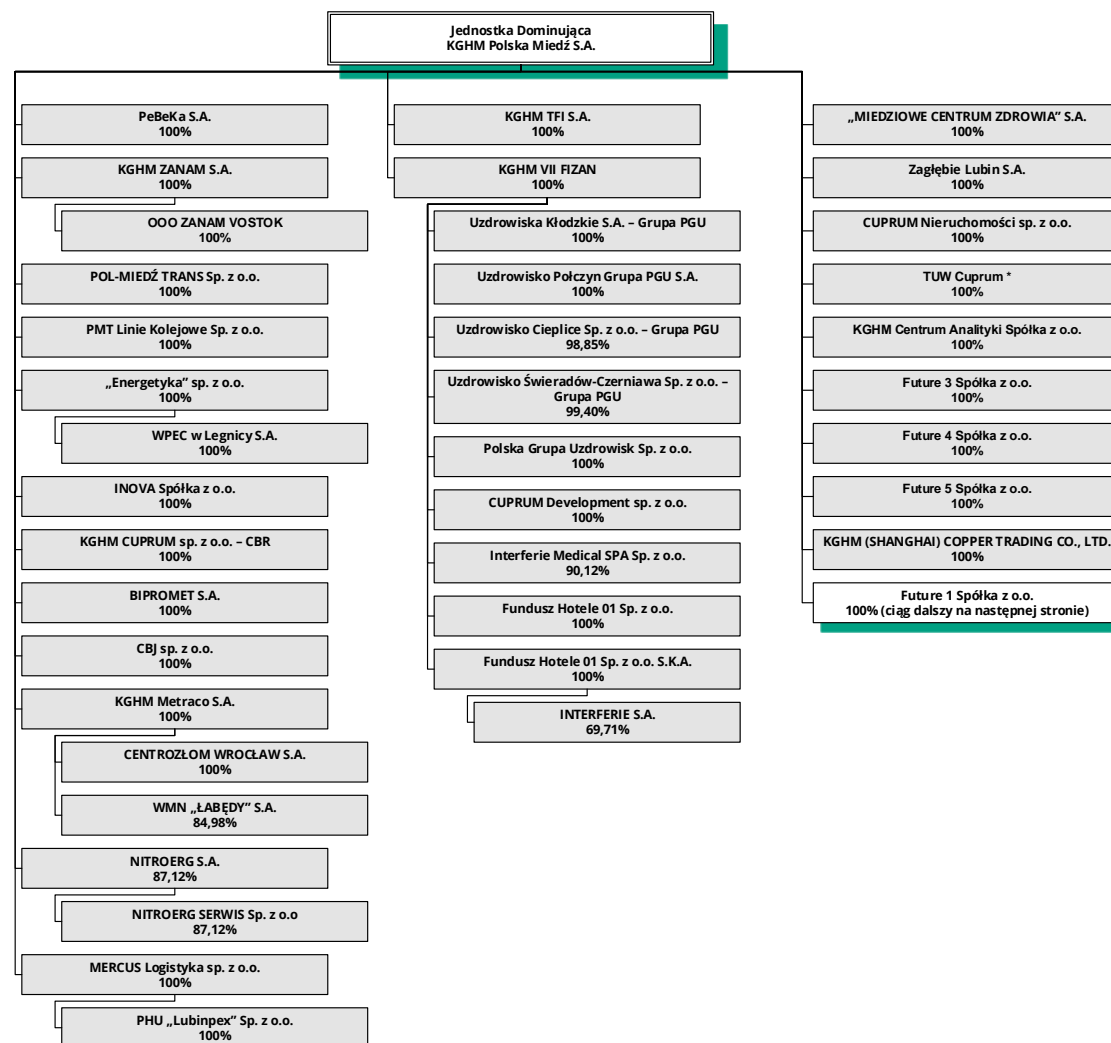 Jednostka Dominująca
KGHM Polska Miedź S.A.
PeBeKa S.A.
100%
KGHM ZANAM S.A.
100%
OOO ZANAM VOSTOK
100%
POL-MIEDŹ TRANS Sp. z o.o.
100%
PMT Linie Kolejowe Sp. z o.o.
100%
„Energetyka” sp. z o.o.
100%
WPEC w Legnicy S.A.
100%
INOVA Spółka z o.o.
100%
KGHM CUPRUM sp. z o.o. – CBR
100%
BIPROMET S.A.
100%
CBJ sp. z o.o.
100%
KGHM Metraco S.A.
100%
CENTROZŁOM WROCŁAW S.A.
100%
WMN „ŁABĘDY” S.A.
84,98%
NITROERG S.A.
87,12%
NITROERG SERWIS Sp. z o.o
87,12%
MERCUS Logistyka sp. z o.o.
100%
PHU „Lubinpex” Sp. z o.o.
100%
KGHM TFI S.A.
100%
KGHM VII FIZAN
100%
Uzdrowiska Kłodzkie S.A. – Grupa PGU
100%
Uzdrowisko Połczyn Grupa PGU S.A.
100%
Uzdrowisko Cieplice Sp. z o.o. – Grupa PGU
98,85%
Uzdrowisko Świeradów-Czerniawa Sp. z o.o. –
Grupa PGU
99,40%
Polska Grupa Uzdrowisk Sp. z o.o.
100%
CUPRUM Development sp. z o.o.
100%
Interferie Medical SPA Sp. z o.o.
90,12%
Fundusz Hotele 01 Sp. z o.o.
100%
Fundusz Hotele 01 Sp. z o.o. S.K.A.
100%
INTERFERIE S.A.
69,71%
„MIEDZIOWE CENTRUM ZDROWIA” S.A.
100%
Zagłębie Lubin S.A.
100%
CUPRUM Nieruchomości sp. z o.o.
100%
TUW Cuprum *
100%
KGHM Centrum Analityki Spółka z o.o.
100%
Future 3 Spółka z o.o.
100%
Future 4 Spółka z o.o.
100%
Future 5 Spółka z o.o.
100%
KGHM (SHANGHAI) COPPER TRADING CO., LTD.
100%
Future 1 Spółka z o.o.
100% (ciąg dalszy na następnej stronie)